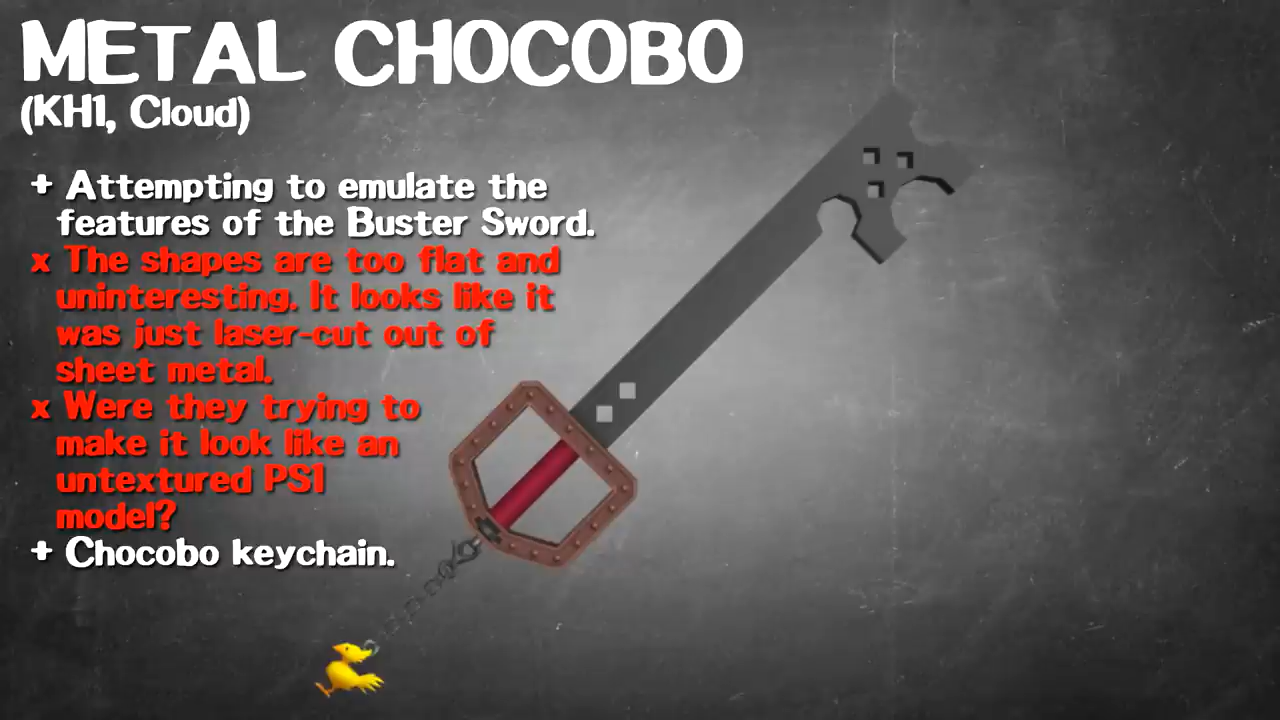 METAL CHOCOBO
(KH1, Cloud)
+ Attempting to emulate the
features of the Buster Sword.
x The shapes are too flat and
uninteresting. It looks like it
was just laser-cut out of
sheet metal.
x Were they trying to
make it look like an
untextured PS1
model?
+ Chocobo keychain.